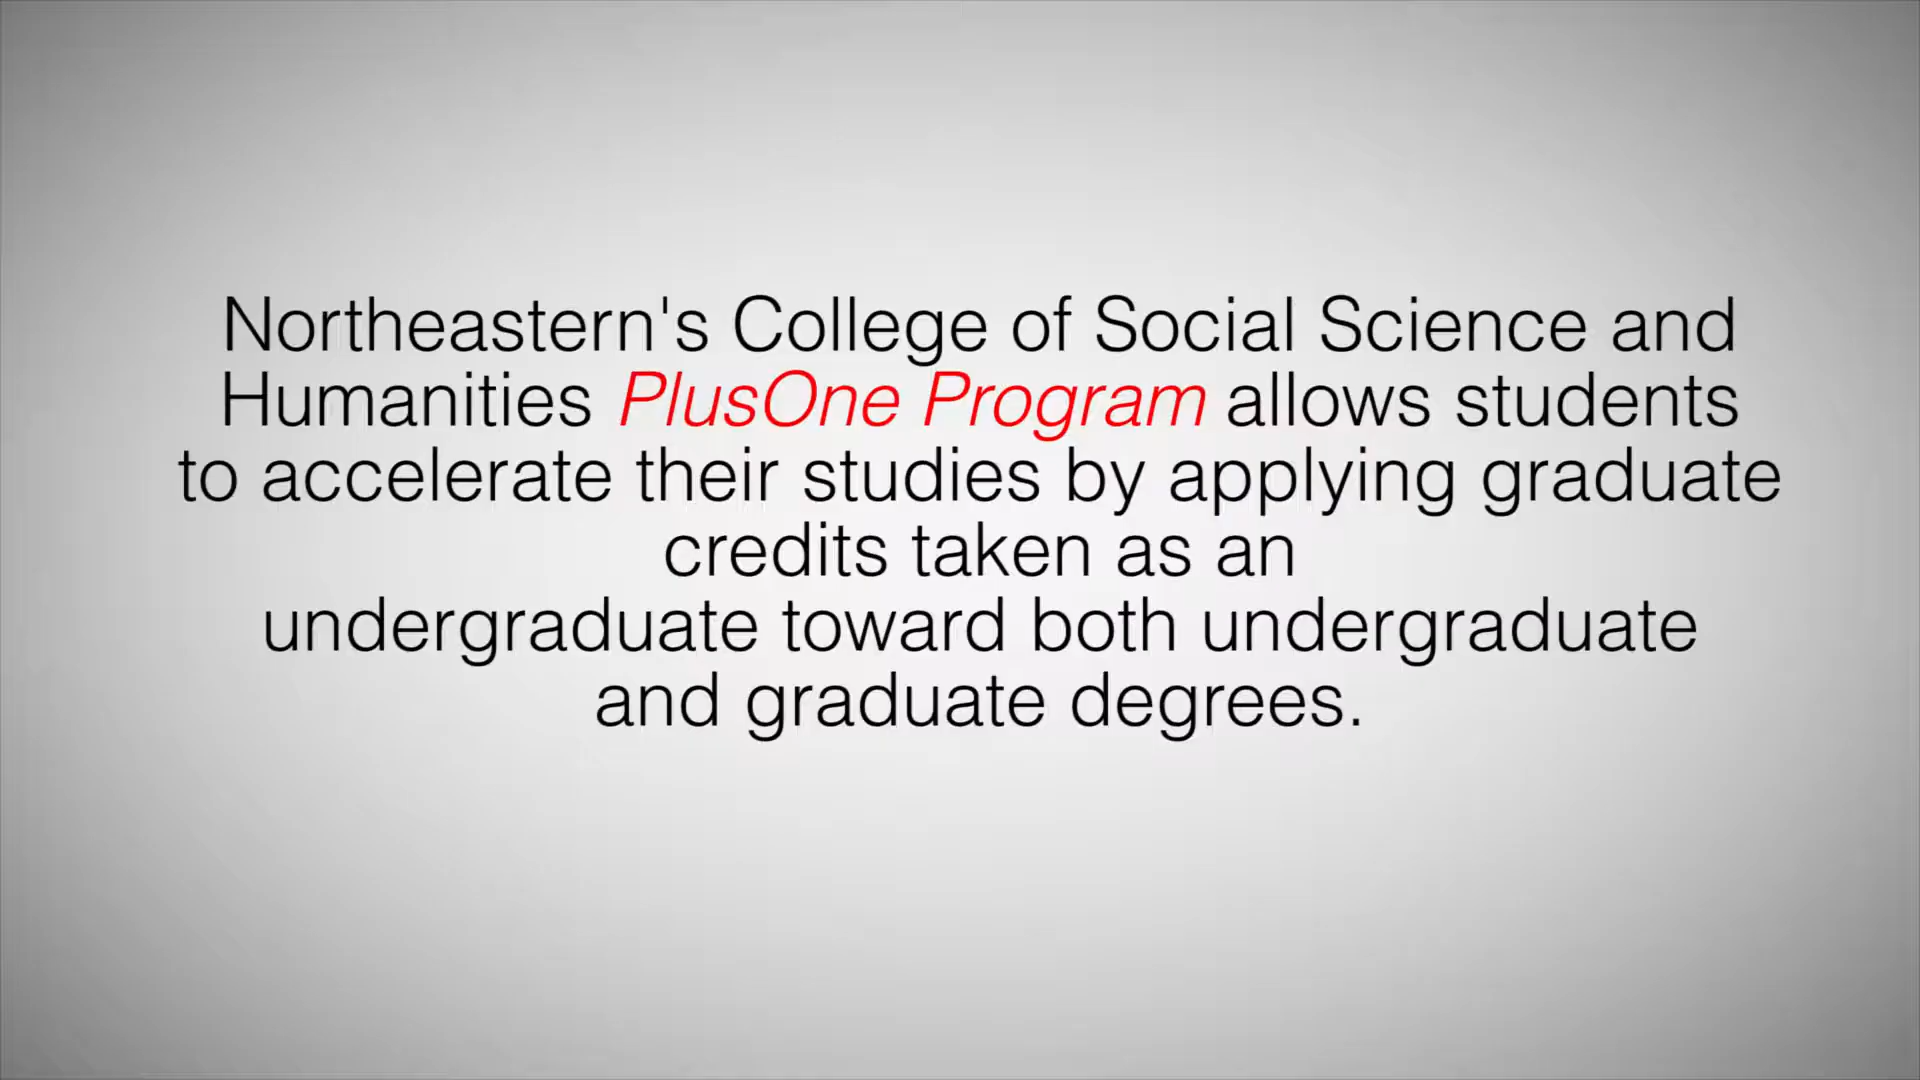 Northeastern's College of Social Science and
Humanities PlusOne Program allows students
to accelerate their studies by applying graduate
credits taken as an
undergraduate toward both undergraduate
and graduate degrees.